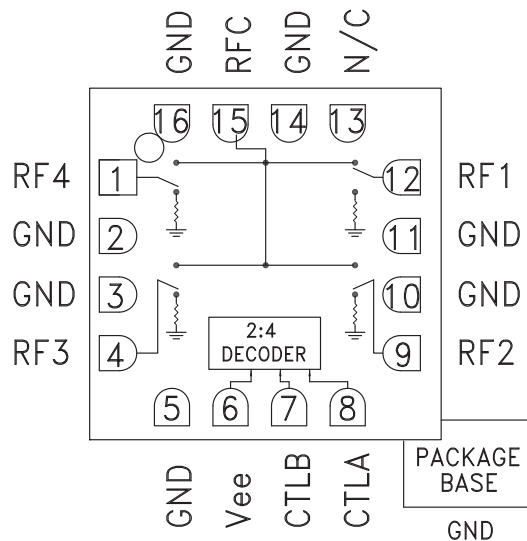 GND RFC GND N/C
16 15 14 13
RF4 1 12 RF1
GND 2 11 GND
GND 3 10 GND
RF3 4 9 RF2
2:4
DECODER
5 6 7 8
GND Vee CTLB CTLA
PACKAGE
BASE
GND